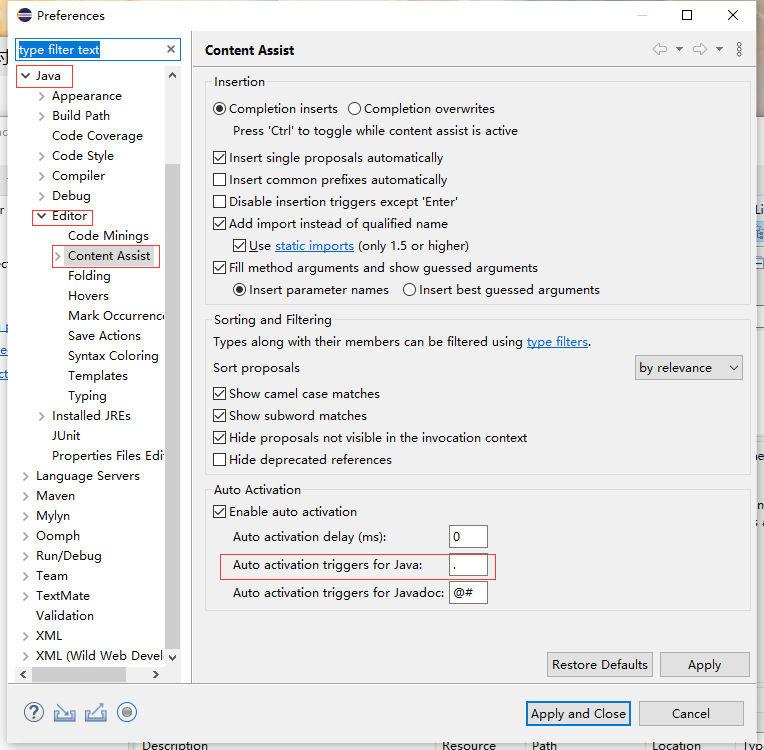 Preferences
type filter text
Content Assist
Java
Appearance
Build Path
Code Coverage
Code Style
Compiler
Debug
Editor
Code Minings
Content Assist
Folding
Hovers
Mark Occurrenc
Save Actions
Syntax Coloring
Templates
Typing
Installed JREs
JUnit
Properties Files Edi
Language Servers
Maven
Mylyn
Oomph
Run/Debug
Team
TextMate
Validation
XML
XML (Wild Web Devel
Insertion
Completion inserts Completion overwrites
Press 'Ctrl' to toggle while content assist is active
Insert single proposals automatically
Insert common prefixes automatically
Disable insertion triggers except 'Enter'
Add import instead of qualified name
Use static imports (only 1.5 or higher)
Fill method arguments and show guessed arguments
Insert parameter names Insert best guessed arguments
Sorting and Filtering
Types along with their members can be filtered using type filters.
Sort proposals by relevance
Show camel case matches
Show subword matches
Hide proposals not visible in the invocation context
Hide deprecated references
Auto Activation
Enable auto activation
Auto activation delay (ms): 0
Auto activation triggers for Java: .
Auto activation triggers for Javadoc: @#
Restore Defaults Apply
Apply and Close Cancel
Description Resource Path Location Typ